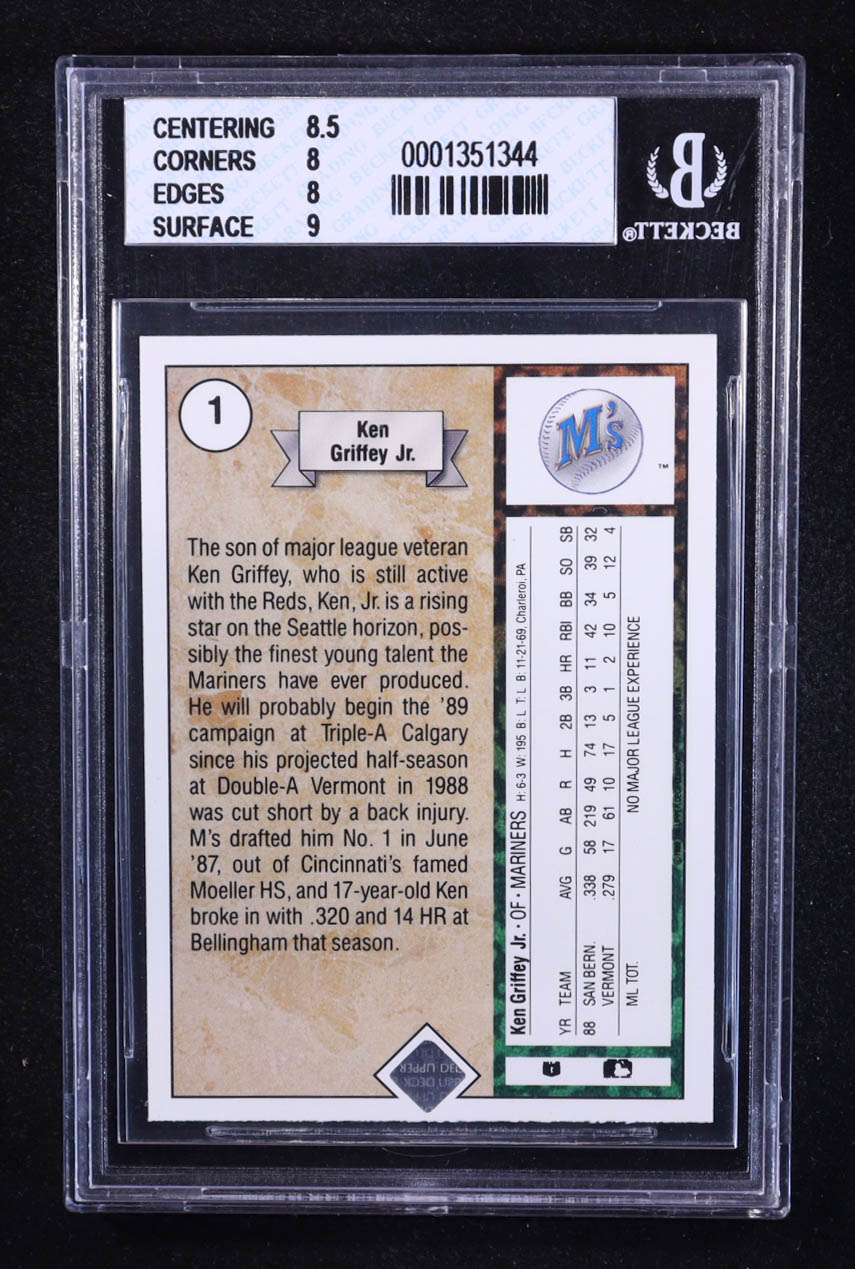 CENTERING 8.5
CORNERS 8
EDGES 8
SURFACE 9
0001351344
BECKETT®
1
Ken
Griffey Jr.
The son of major league veteran
Ken Griffey, who is still active
with the Reds, Ken, Jr. is a rising
star on the Seattle horizon, pos-
sibly the finest young talent the
Mariners have ever produced.
He will probably begin the '89
campaign at Triple-A Calgary
since his projected half-season
at Double-A Vermont in 1988
was cut short by a back injury.
M's drafted him No. 1 in June
'87, out of Cincinnati's famed
Moeller HS, and 17-year-old Ken
broke in with .320 and 14 HR at
Bellingham that season.
M's
TM
Ken Griffey Jr. • OF • MARINERS H: 6-3 W: 195 B: L T: L B: 11-21-69, Charleroi, PA
YR TEAM AVG G AB R H 2B 3B HR RBI BB SO SB
88 SAN BERN. .338 58 219 49 74 13 3 11 42 34 39 32
VERMONT .279 17 61 10 17 5 1 2 10 5 12 4
ML TOT. NO MAJOR LEAGUE EXPERIENCE